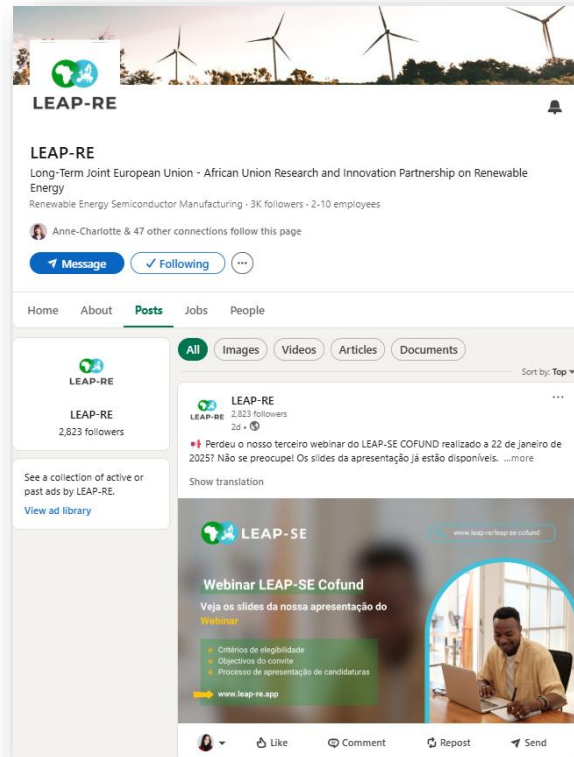 LEAP-RE
LEAP-RE
Long-Term Joint European Union - African Union Research and Innovation Partnership on Renewable
Energy
Renewable Energy Semiconductor Manufacturing · 3K followers · 2-10 employees
Anne-Charlotte & 47 other connections follow this page
Message
Following
Home About Posts Jobs People
LEAP-RE
LEAP-RE
2,823 followers
See a collection of active or
past ads by LEAP-RE.
View ad library
All Images Videos Articles Documents
Sort by: Top
LEAP-RE
LEAP-RE
2,823 followers
2d •
Perdeu o nosso terceiro webinar do LEAP-SE COFUND realizado a 22 de janeiro de
2025? Não se preocupe! Os slides da apresentação já estão disponíveis. ...more
Show translation
LEAP-SE
www.leap-re/leap-se-cofund
Webinar LEAP-SE Cofund
Veja os slides da nossa apresentação do
Webinar
Critérios de elegibilidade
Objectivos do convite
Processo de apresentação de candidaturas
www.leap-re.app
Like Comment Repost Send